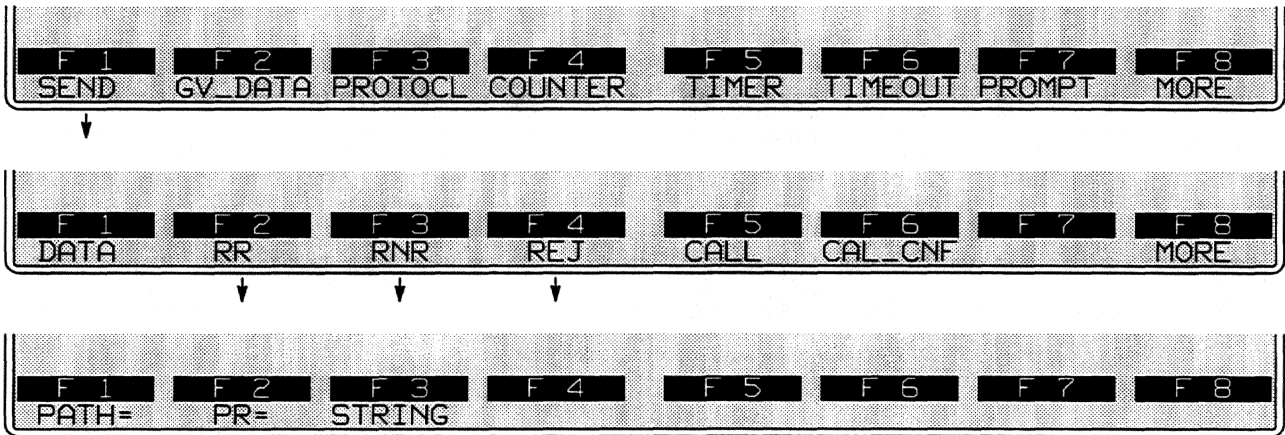 F 1 F 2 F 3 F 4 F 5 F 6 F 7 F 8
SEND GV_DATA PROTOCL COUNTER TIMER TIMEOUT PROMPT MORE
F 1 F 2 F 3 F 4 F 5 F 6 F 7 F 8
DATA RR RNR REJ CALL CAL_CNF MORE
F 1 F 2 F 3 F 4 F 5 F 6 F 7 F 8
PATH= PR= STRING